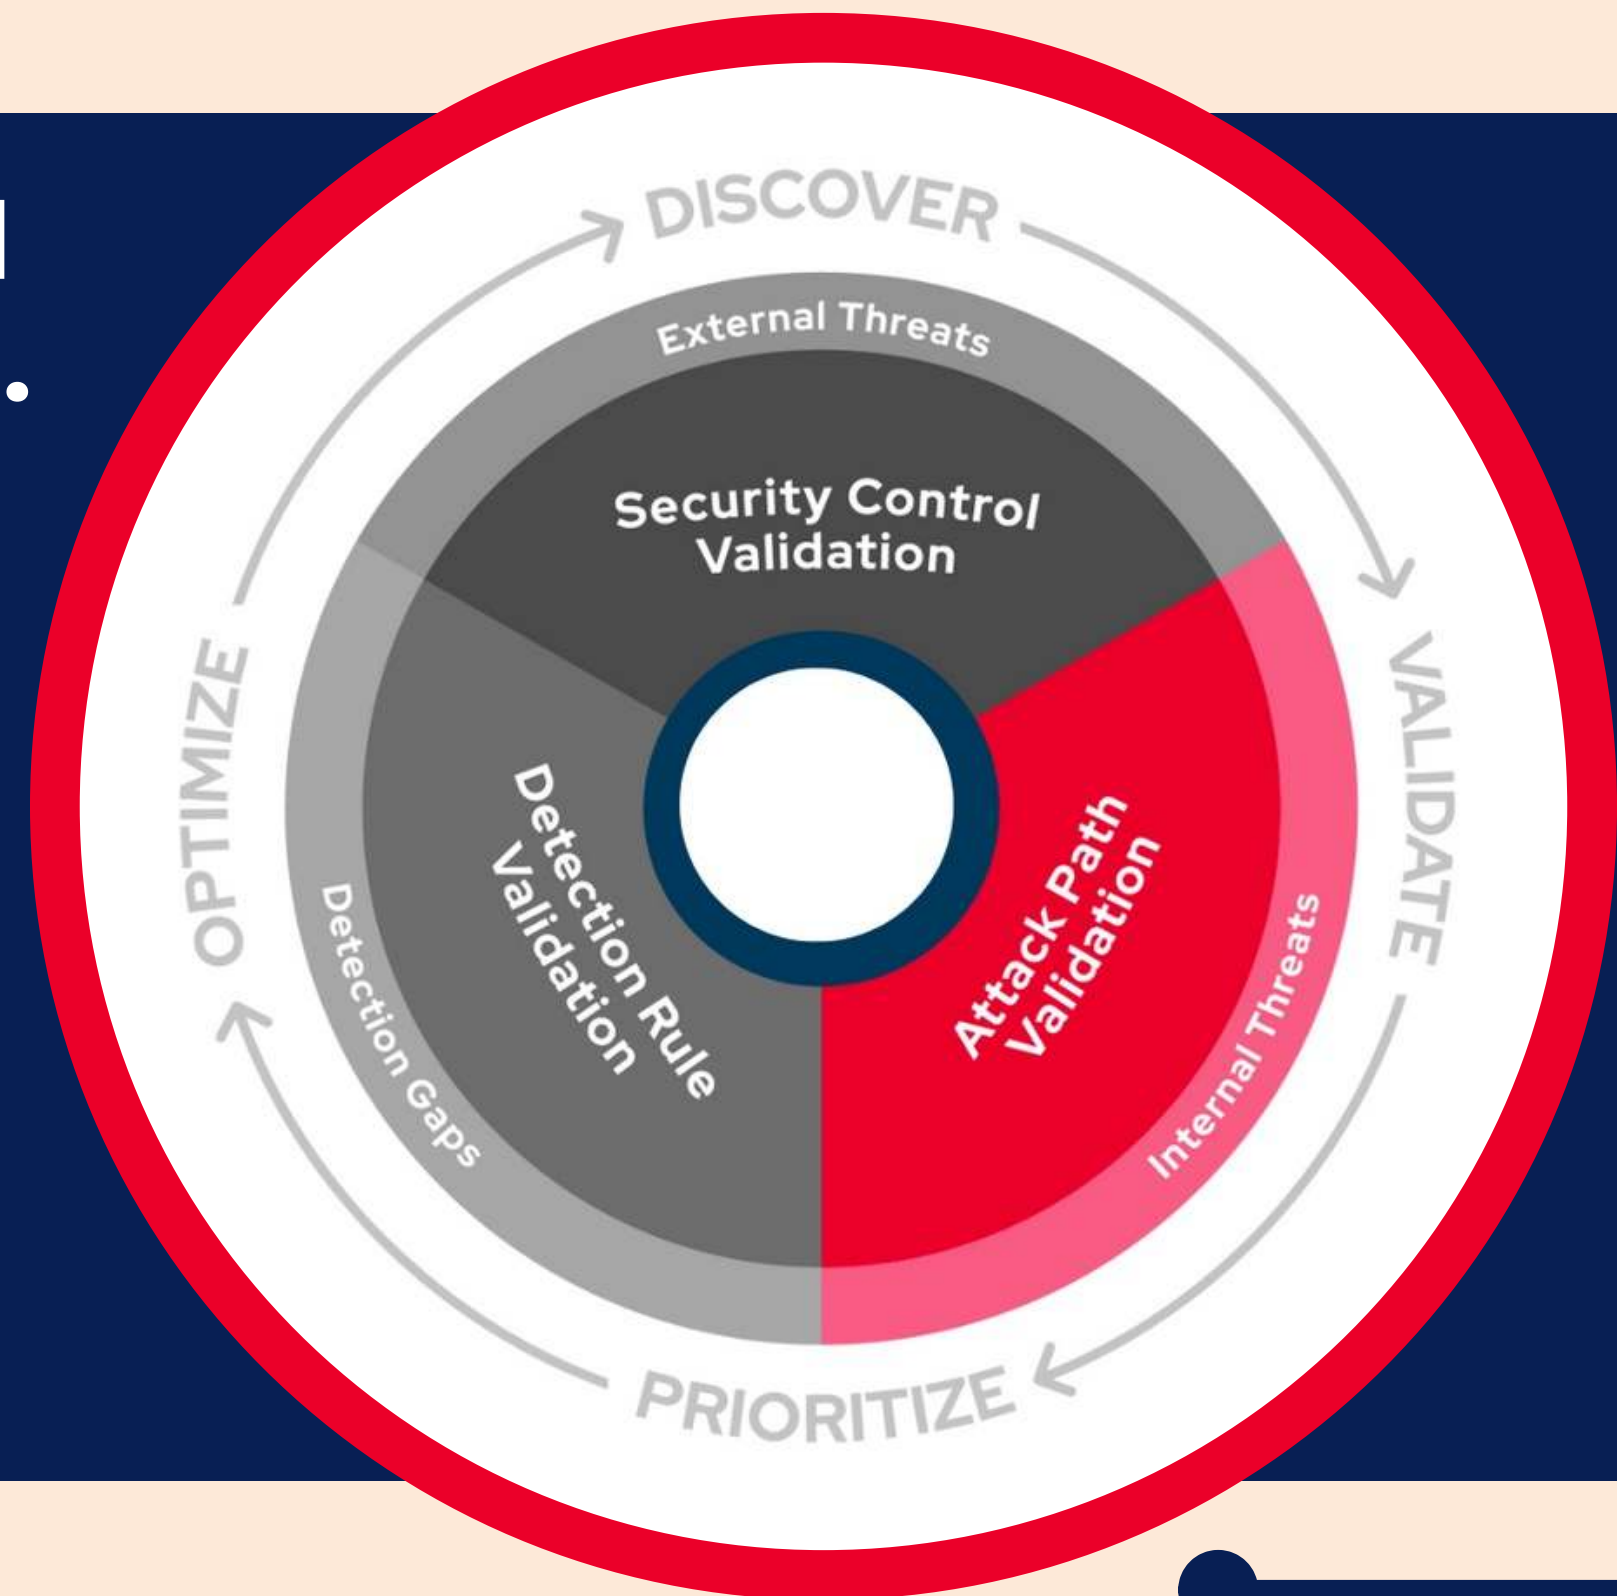 DISCOVER
External Threats
Security Control
Validation
VALIDATE
Attack Path
Validation
Internal Threats
PRIORITIZE
Detection Rule
Validation
Detection Gaps
OPTIMIZE